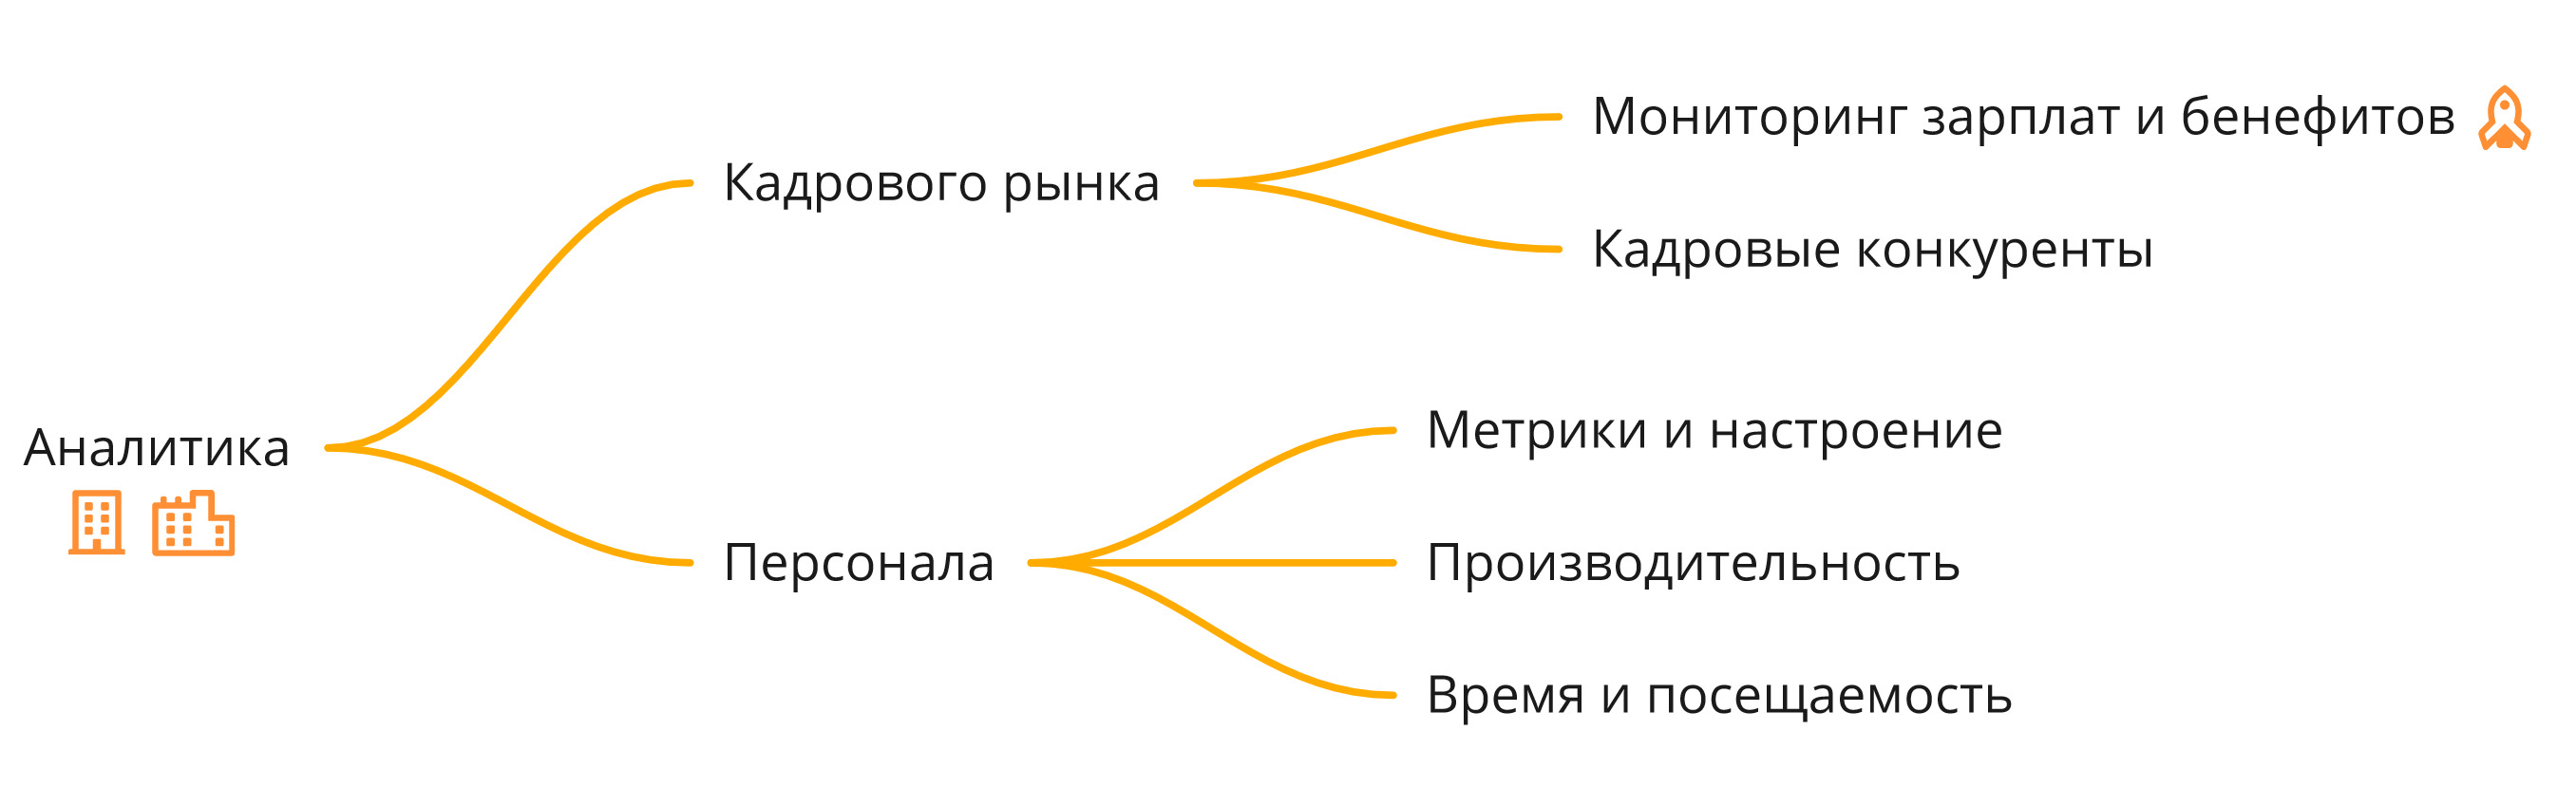 Аналитика
Кадрового рынка
Мониторинг зарплат и бенефитов
Кадровые конкуренты
Персонала
Метрики и настроение
Производительность
Время и посещаемость